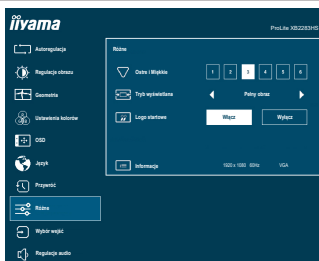 iiyama
ProLite XB2283HS
Autoregulacja
Regulacja obrazu
Geometria
Ustawienia kolorów
OSD
Język
Przywróć
Różne
Wybór wejść
Regulacja audio
Różne
Ostre i Miękkie
1 2 3 4 5 6
Tryb wyświetlana
Pełny obraz
Logo startowe
Włącz
Wyłącz
Informacje
1920 x 1080 60Hz VGA